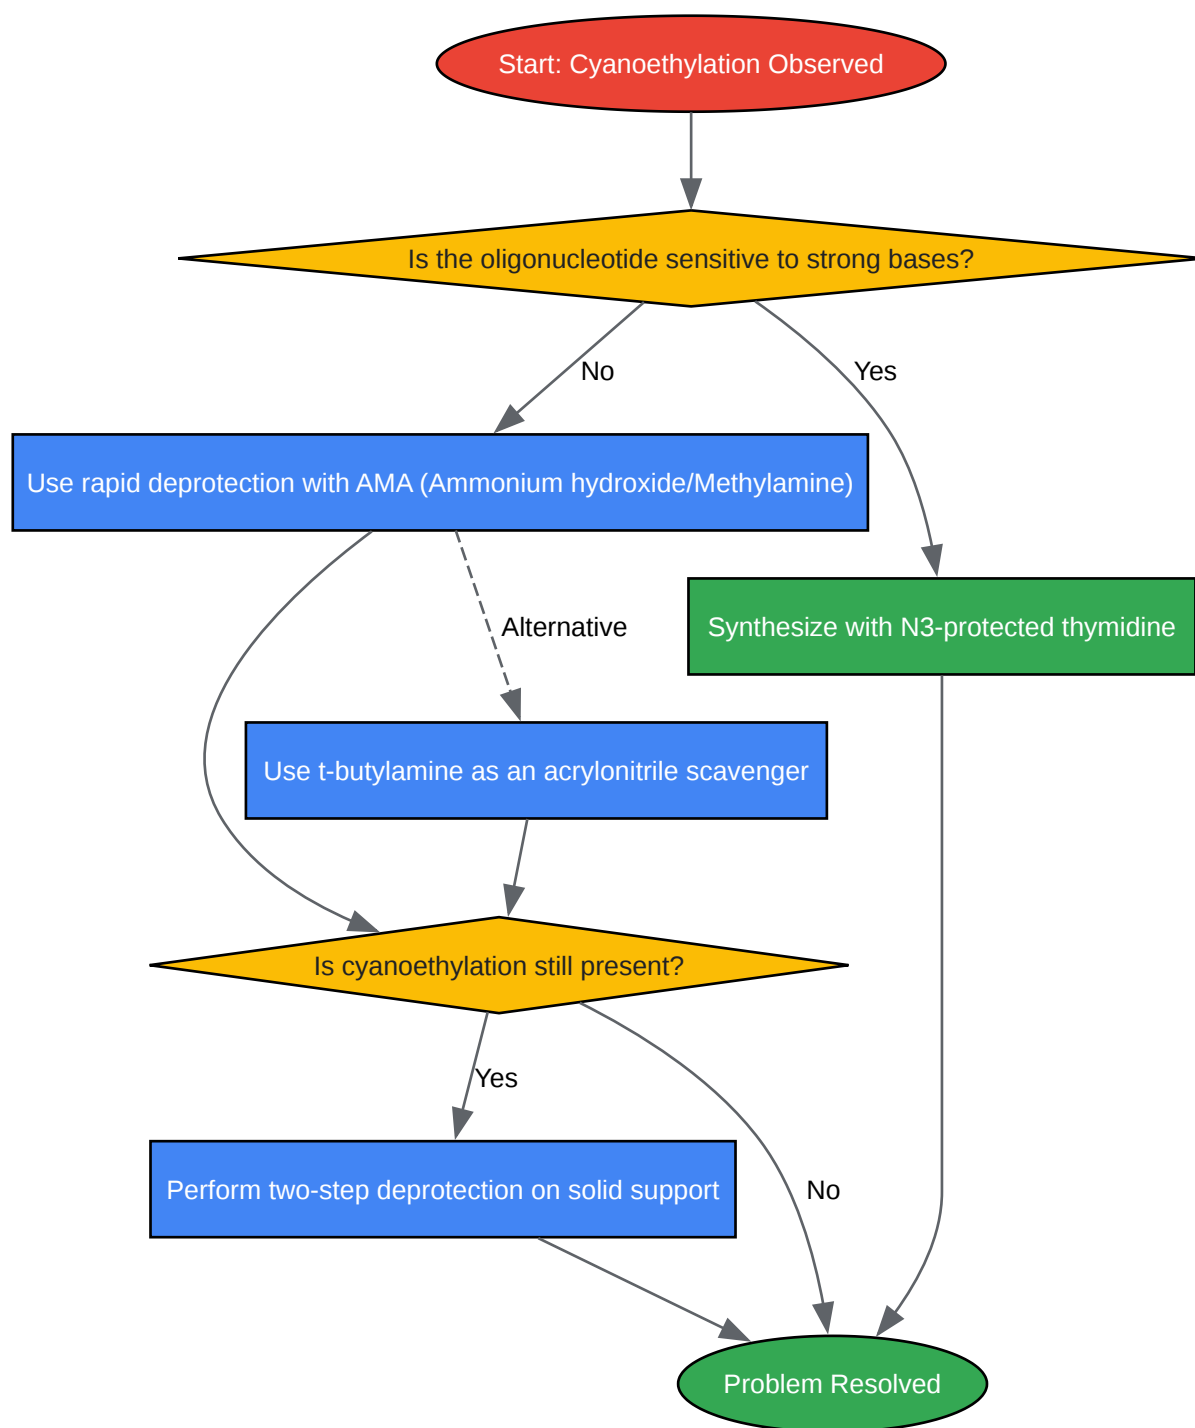 Start: Cyanoethylation Observed
Is the oligonucleotide sensitive to strong bases?
No
Yes
Use rapid deprotection with AMA (Ammonium hydroxide/Methylamine)
Alternative
Synthesize with N3-protected thymidine
Use t-butylamine as an acrylonitrile scavenger
Is cyanoethylation still present?
Yes
Perform two-step deprotection on solid support
No
Problem Resolved